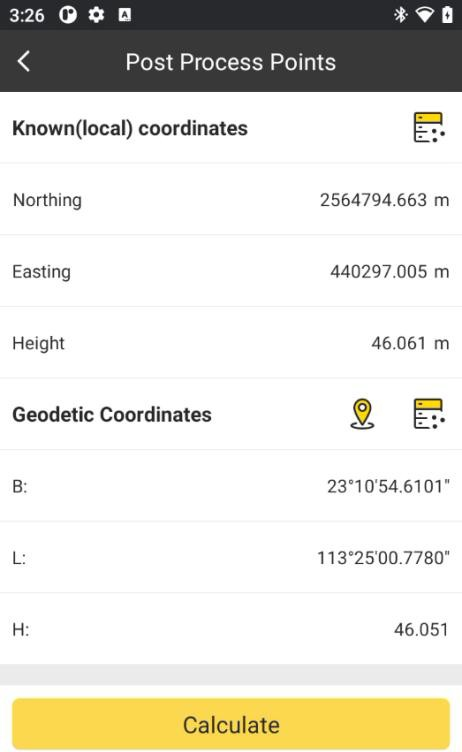 3:26
Post Process Points
Known(local) coordinates
Northing 2564794.663 m
Easting 440297.005 m
Height 46.061 m
Geodetic Coordinates
B: 23°10'54.6101"
L: 113°25'00.7780"
H: 46.051
Calculate